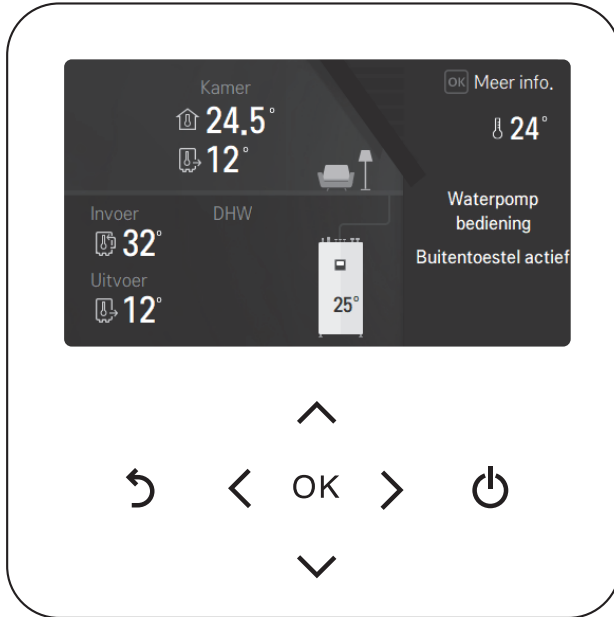 Kamer
24.5°
12°
OK Meer info.
24°
Waterpomp
bediening
Buitentoestel actief
Invoer
DHW
32°
Uitvoer
12°
25°
OK